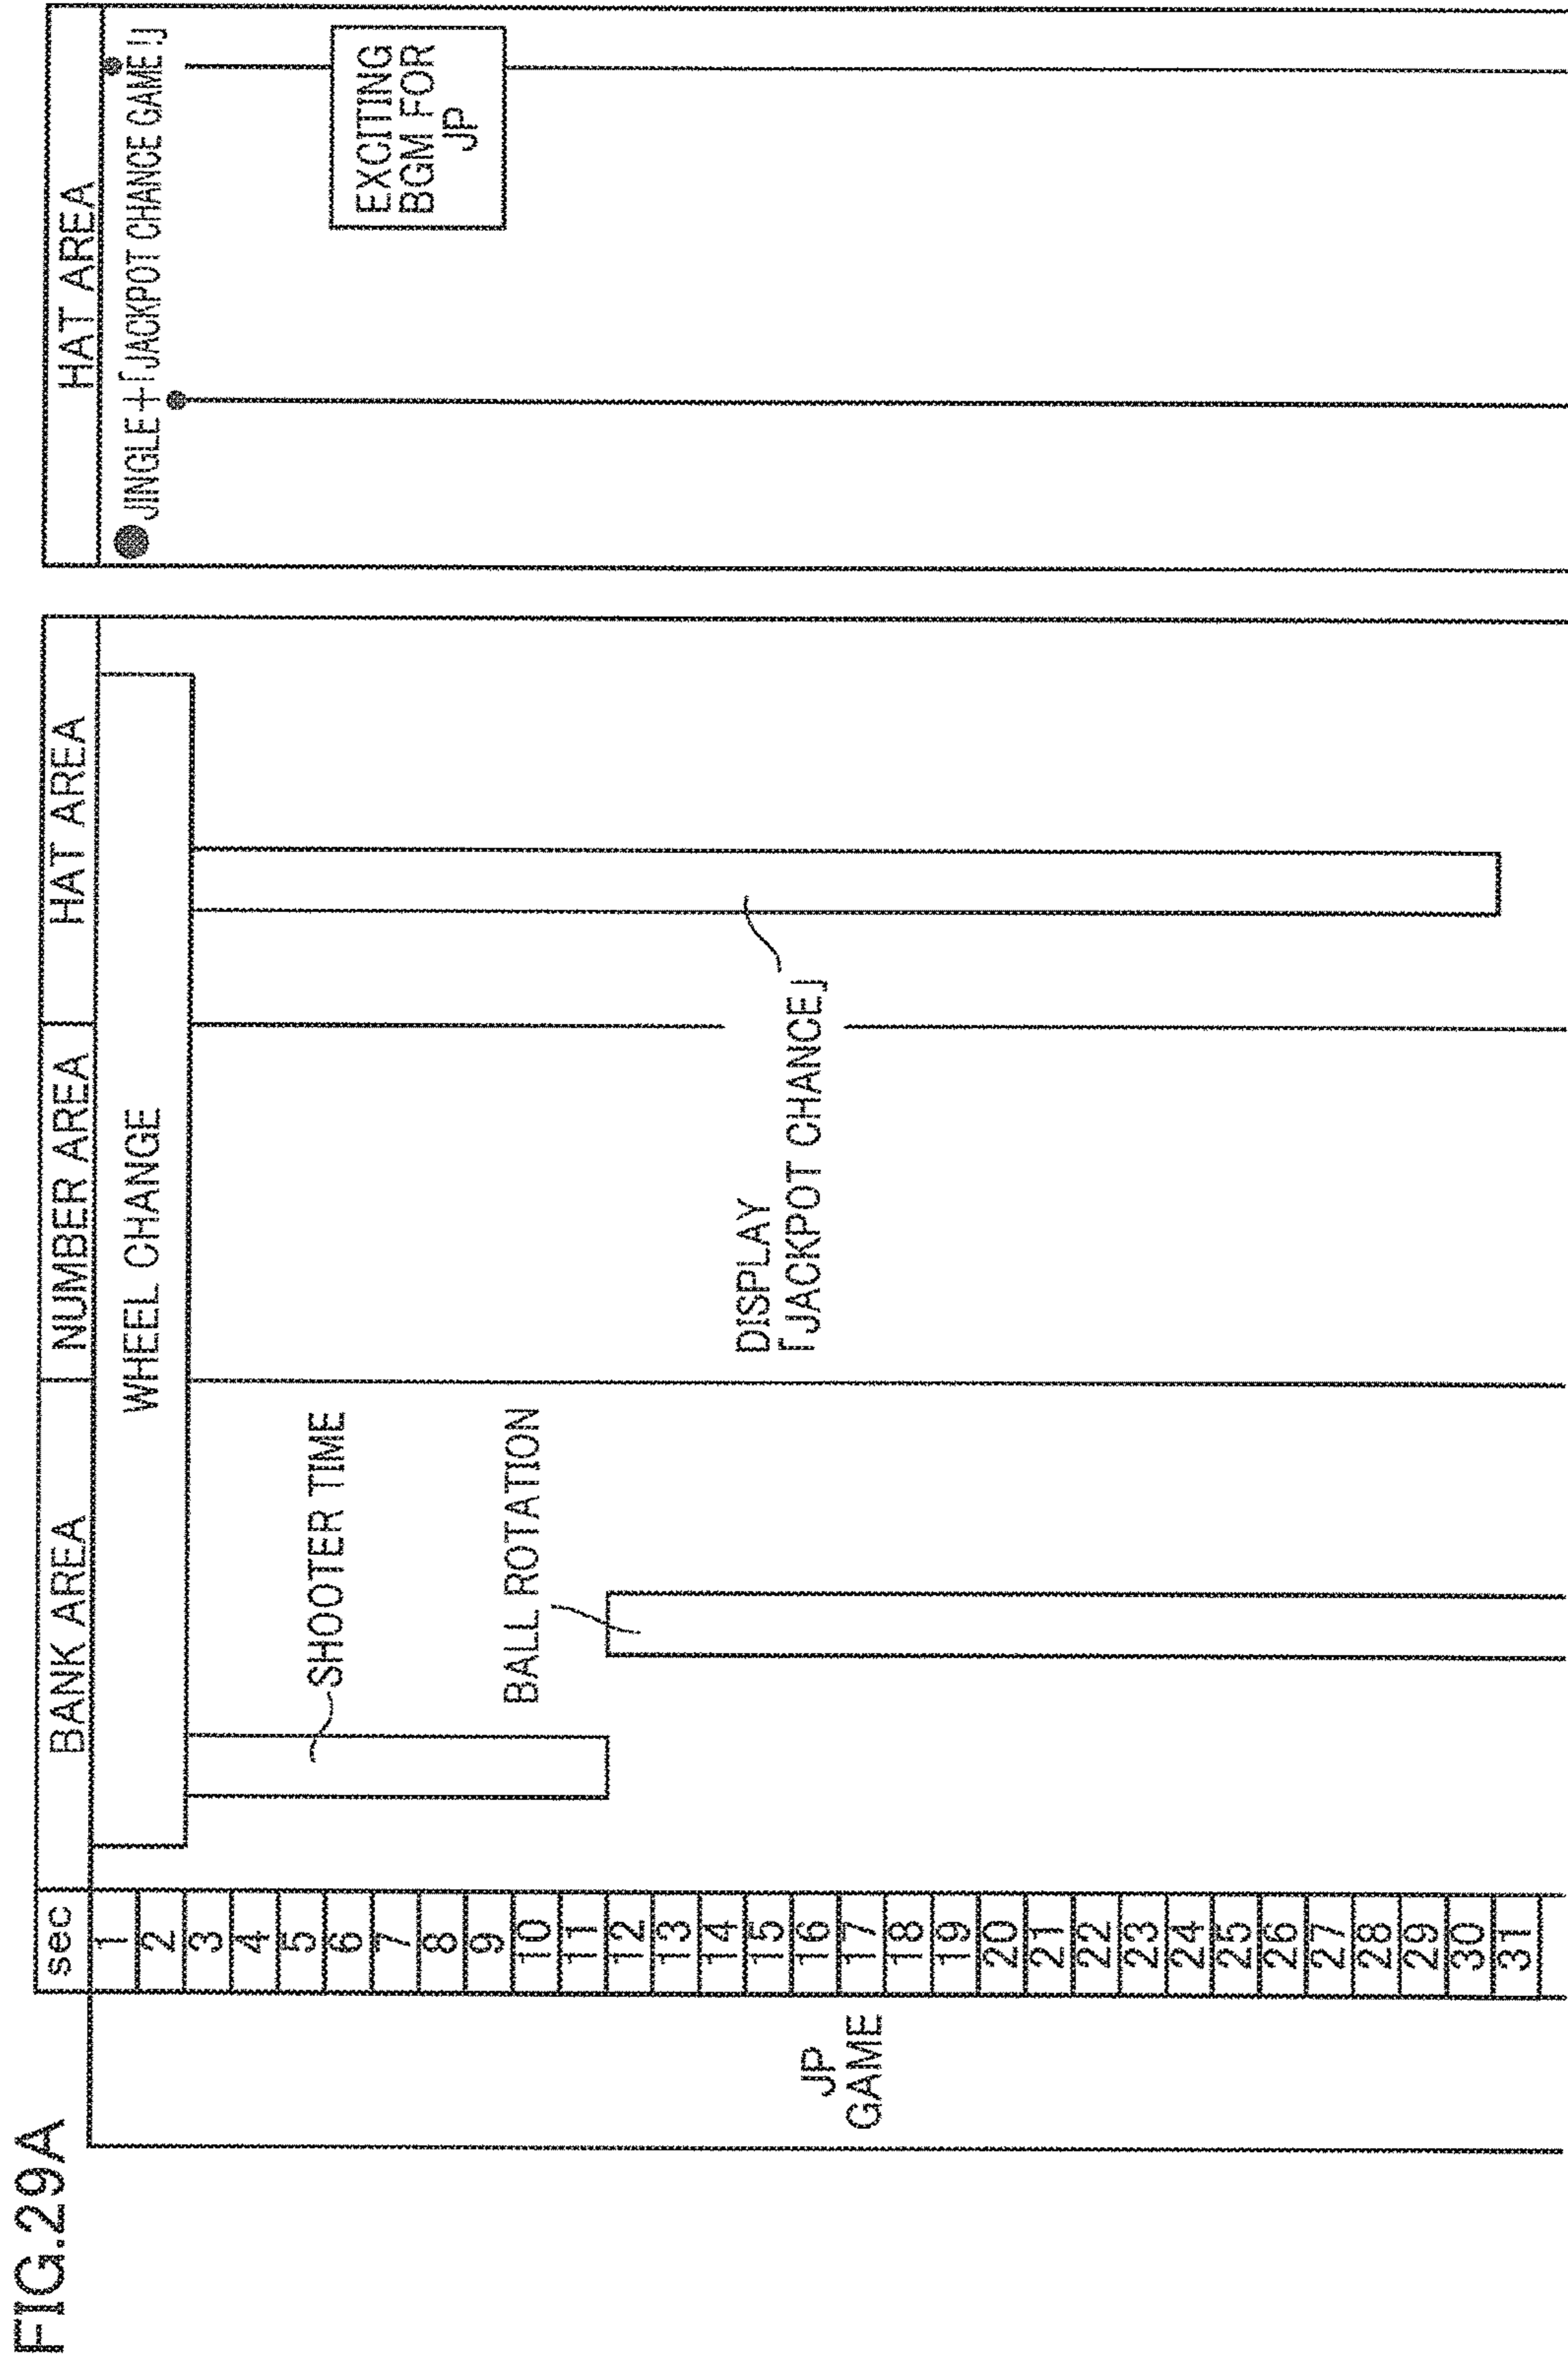 FIG.29A
sec
BANK AREA
NUMBER AREA
HAT AREA
HAT AREA
JP
GAME
1
2
3
4
5
6
7
8
9
10
11
12
13
14
15
16
17
18
19
20
21
22
23
24
25
26
27
28
29
30
31
WHEEL CHANGE
SHOOTER TIME
BALL ROTATION
DISPLAY
「JACKPOT CHANCE」
JINGLE+「JACKPOT CHANCE GAME!」
EXCITING
BGM FOR
JP